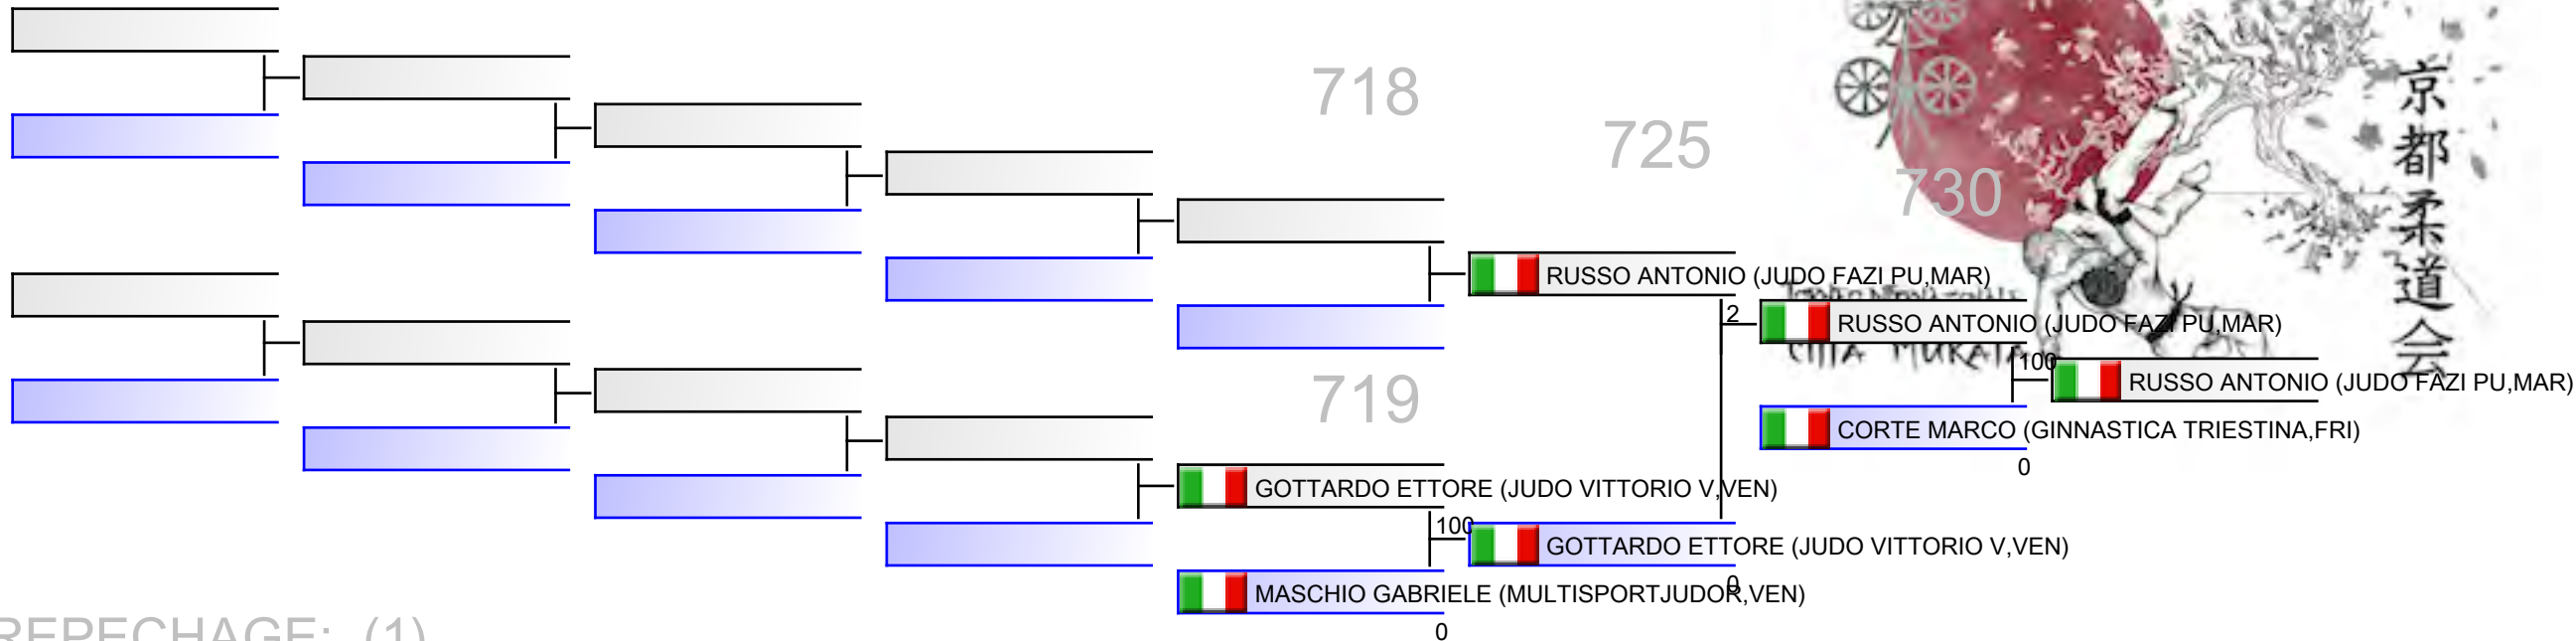 718
725
730
RUSSO ANTONIO (JUDO FAZI PU,MAR)
2
RUSSO ANTONIO (JUDO FAZI PU,MAR)
100
RUSSO ANTONIO (JUDO FAZI PU,MAR)
719
CORTE MARCO (GINNASTICA TRIESTINA,FRI)
0
GOTTARDO ETTORE (JUDO VITTORIO V,VEN)
100
GOTTARDO ETTORE (JUDO VITTORIO V,VEN)
0
MASCHIO GABRIELE (MULTISPORTJUDOR,VEN)
0
REPECHAGE: (1)
京都柔道会